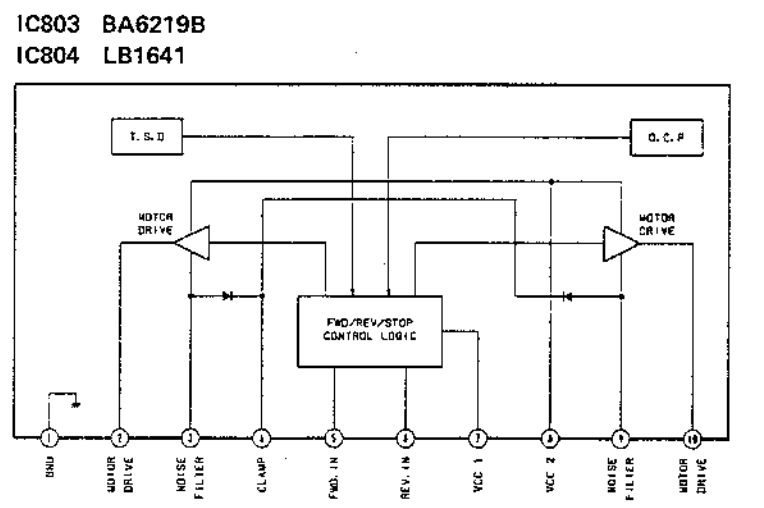 IC803 BA6219B
IC804 LB1641
T.S.D
O.C.P
MOTOR
DRIVE
MOTOR
DRIVE
FWD/REV/STOP
CONTROL LOGIC
1
2
3
4
5
6
7
8
9
10
GND
MOTOR
DRIVE
NOISE
FILTER
CLAMP
FWD.IN
REV.IN
VCC 1
VCC 2
NOISE
FILTER
MOTOR
DRIVE